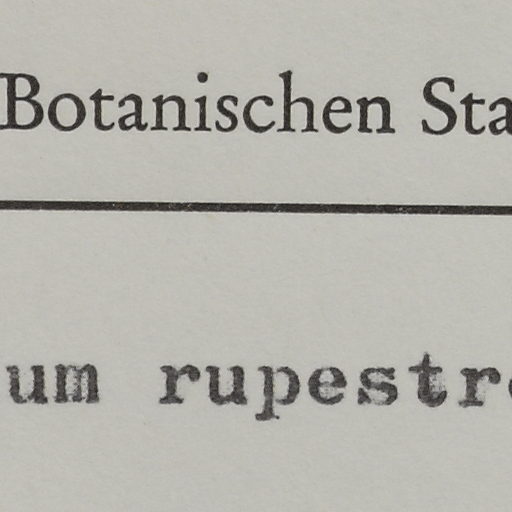 Botanischen Sta
um rupestr